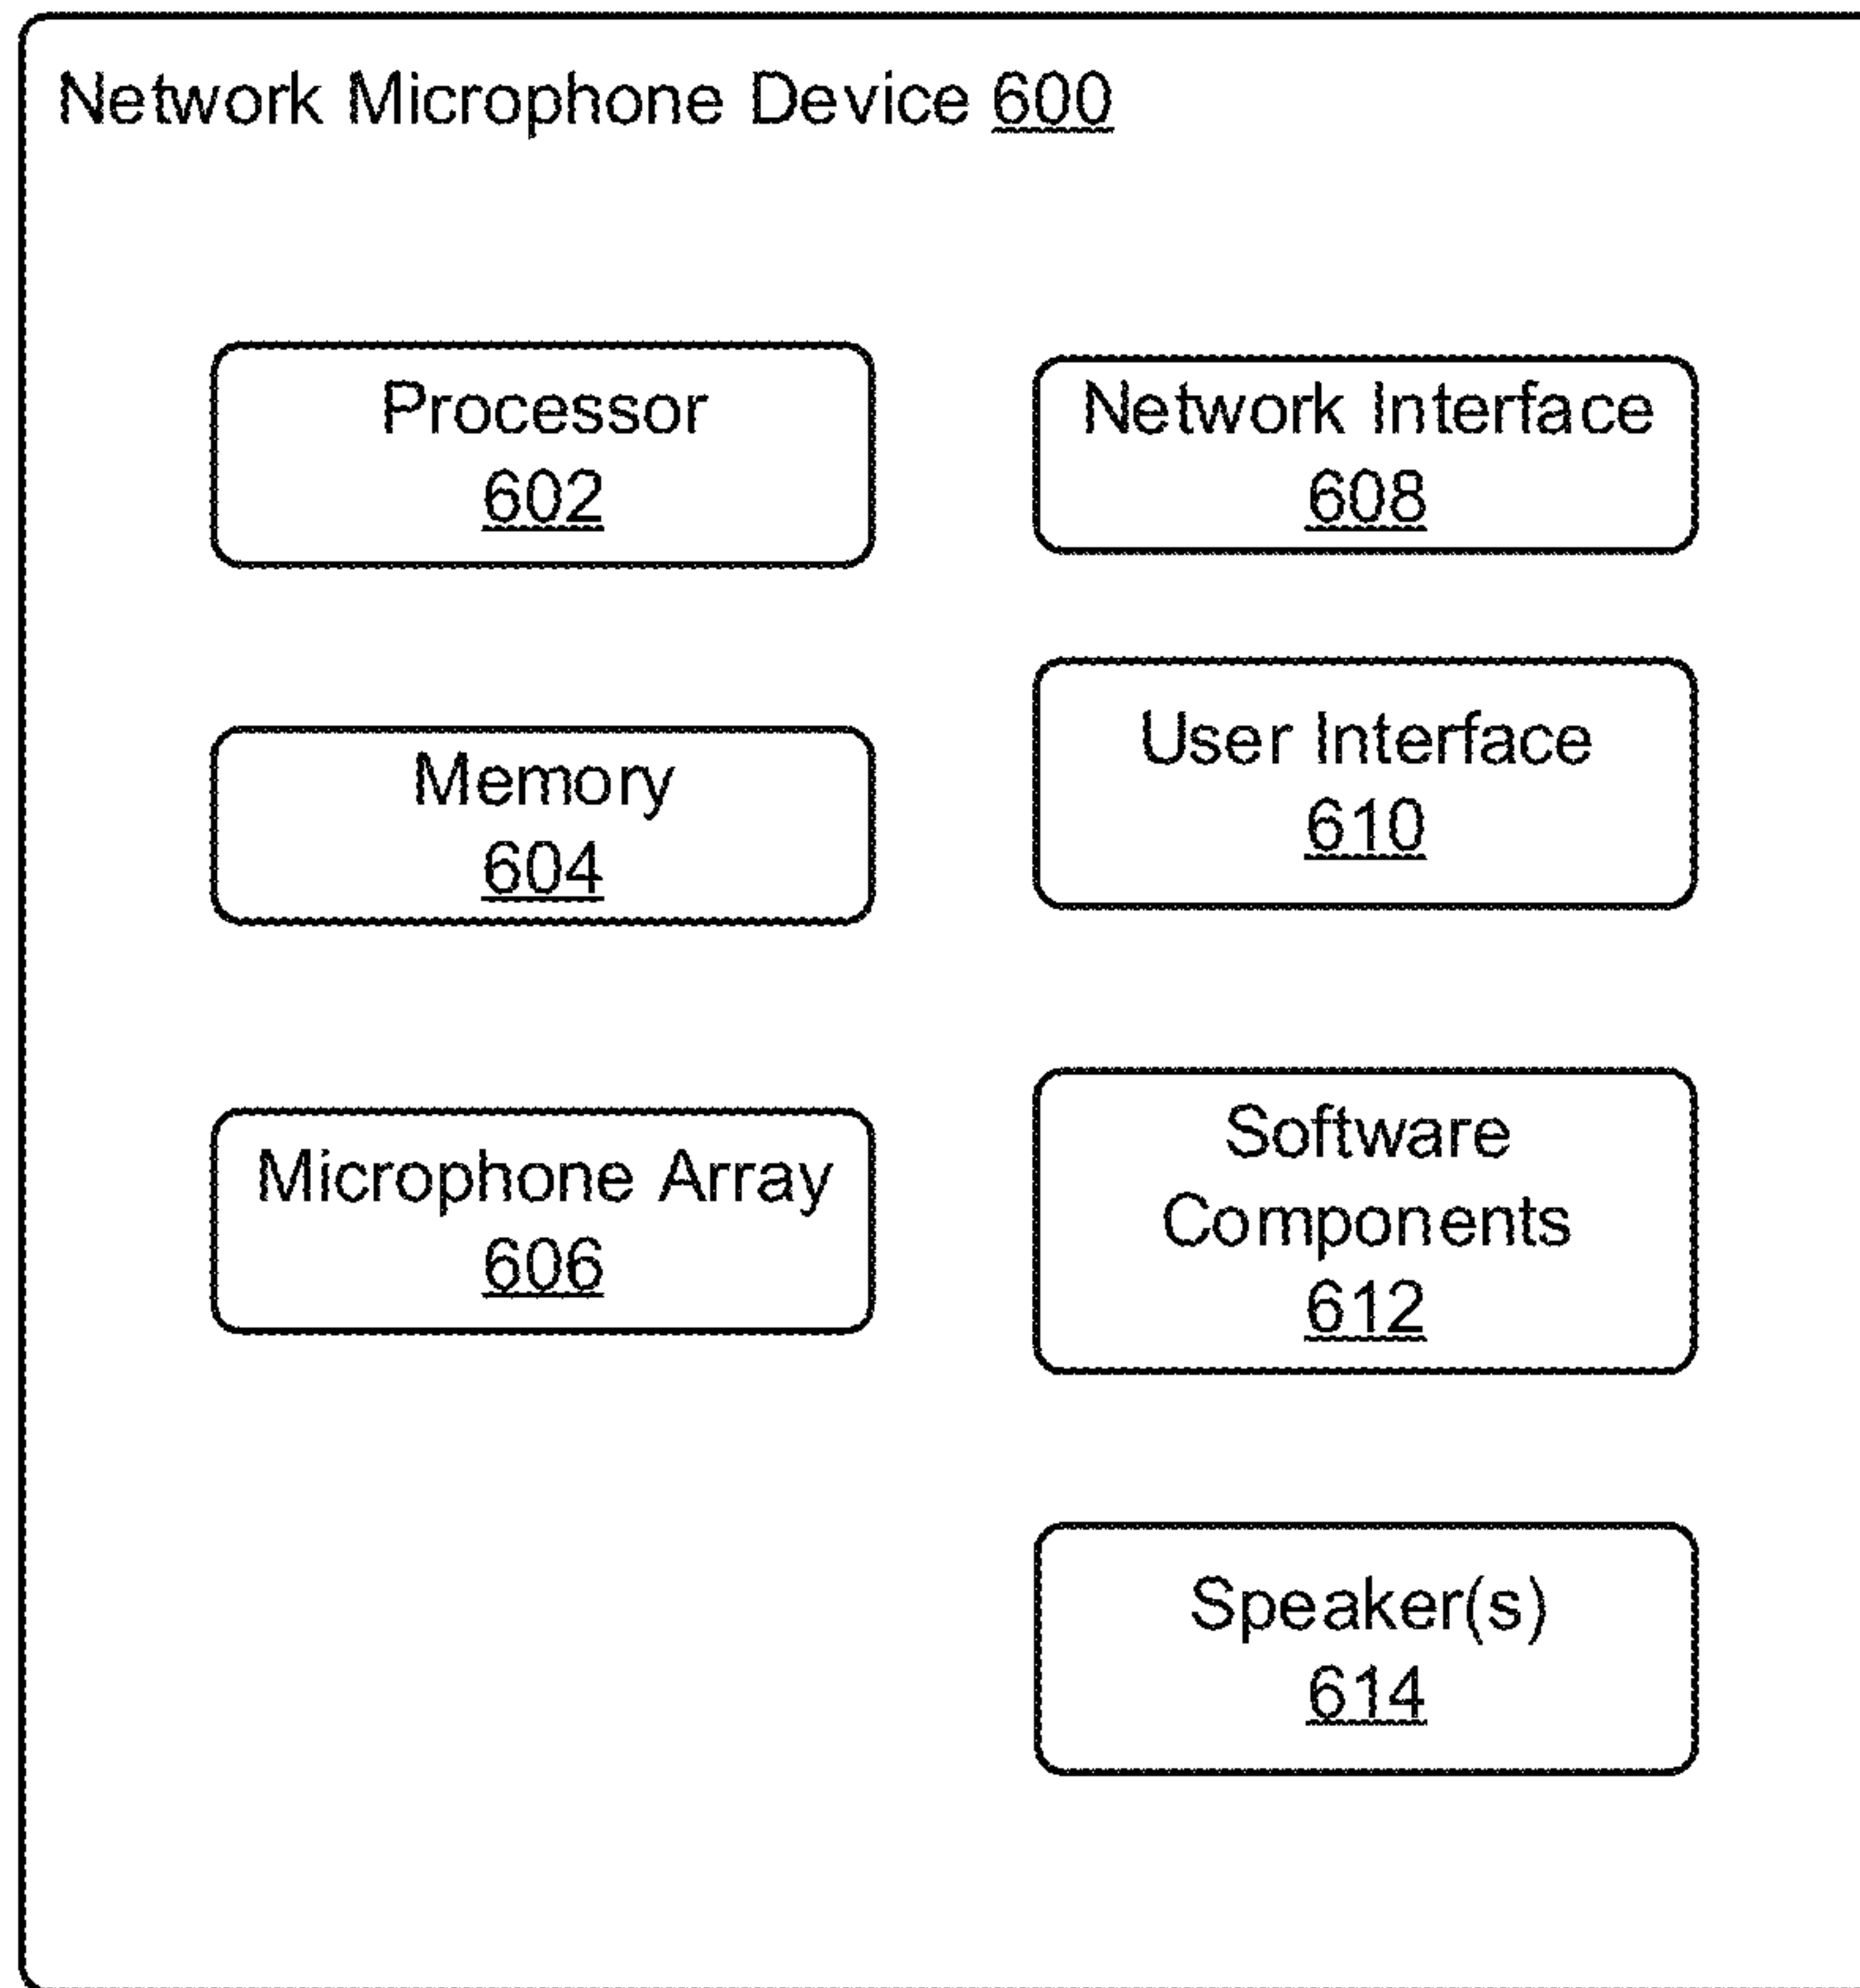 Network Microphone Device 600
Processor
602
Memory
604
Microphone Array
606
Network Interface
608
User Interface
610
Software
Components
612
Speaker(s)
614